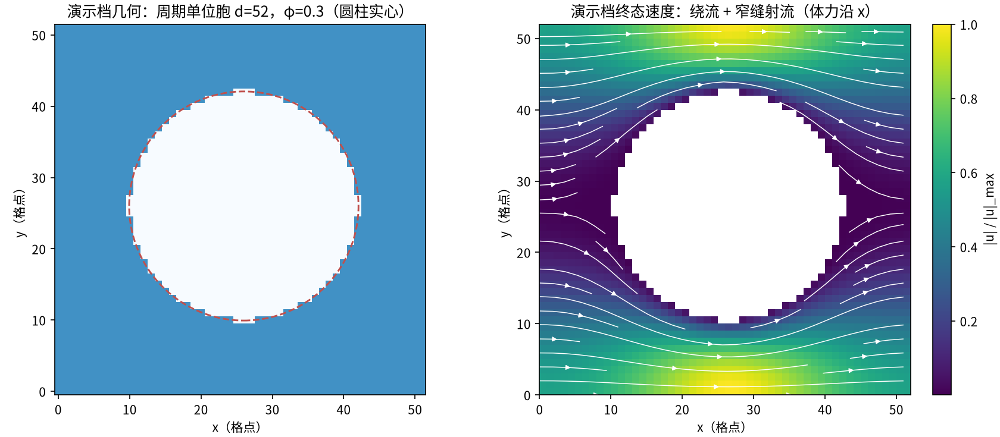 演示档几何：周期单位胞 d=52，φ=0.3（圆柱实心）
50
40
30
20
10
0
y（格点）
0 10 20 30 40 50
x（格点）
演示档终态速度：绕流 + 窄缝射流（体力沿 x）
50
40
30
20
10
0
y（格点）
0 10 20 30 40 50
x（格点）
1.0
0.8
0.6
0.4
0.2
|u| / |u|_max